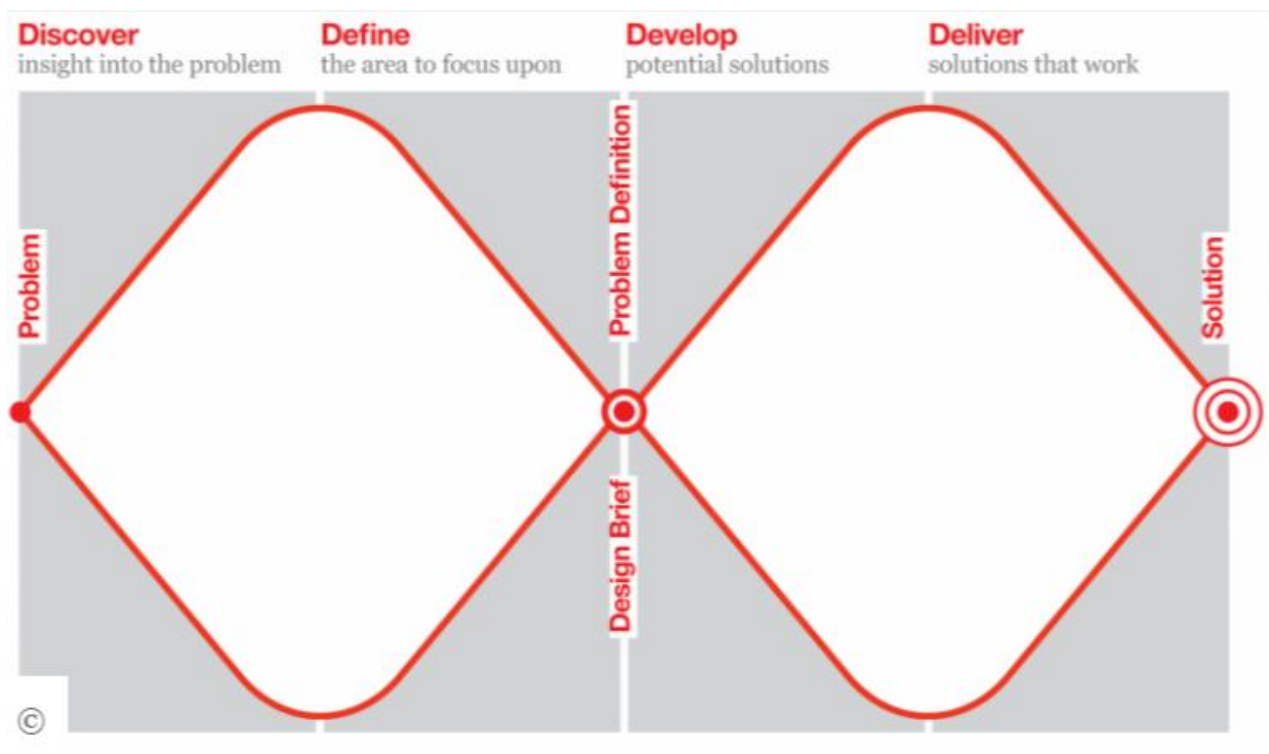 Discover
insight into the problem
Define
the area to focus upon
Develop
potential solutions
Deliver
solutions that work
Problem
Problem Definition
Design Brief
Solution
©